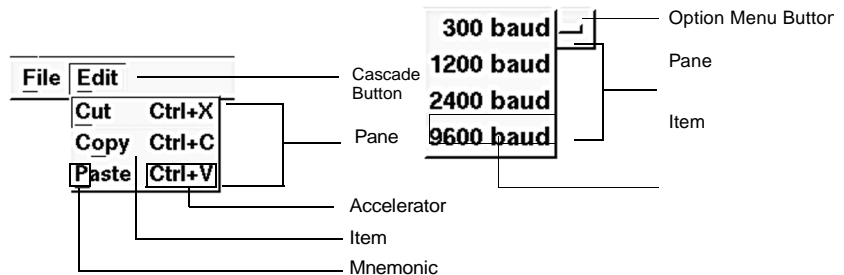 File Edit
Cut Ctrl+X
Copy Ctrl+C
Paste Ctrl+V
Cascade
Button
Pane
Accelerator
Item
Mnemonic
300 baud
1200 baud
2400 baud
9600 baud
Option Menu Button
Pane
Item